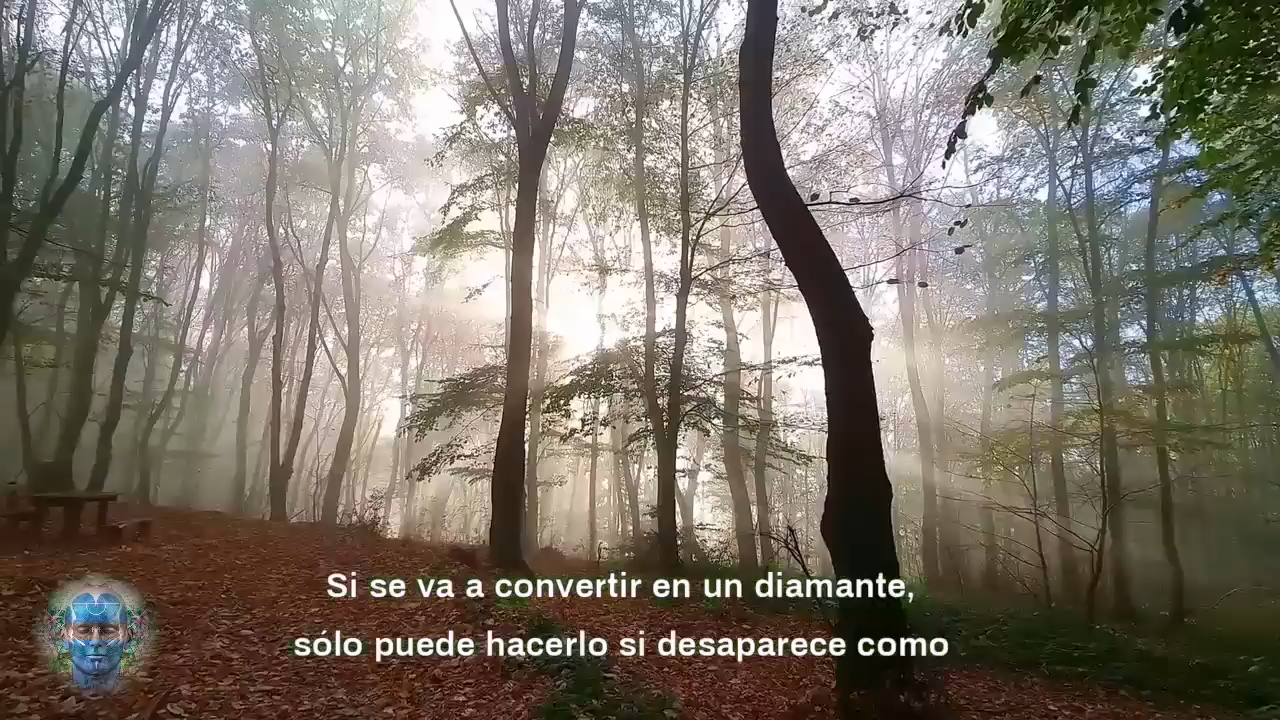 Si se va a convertir en un diamante,
sólo puede hacerlo si desaparece como